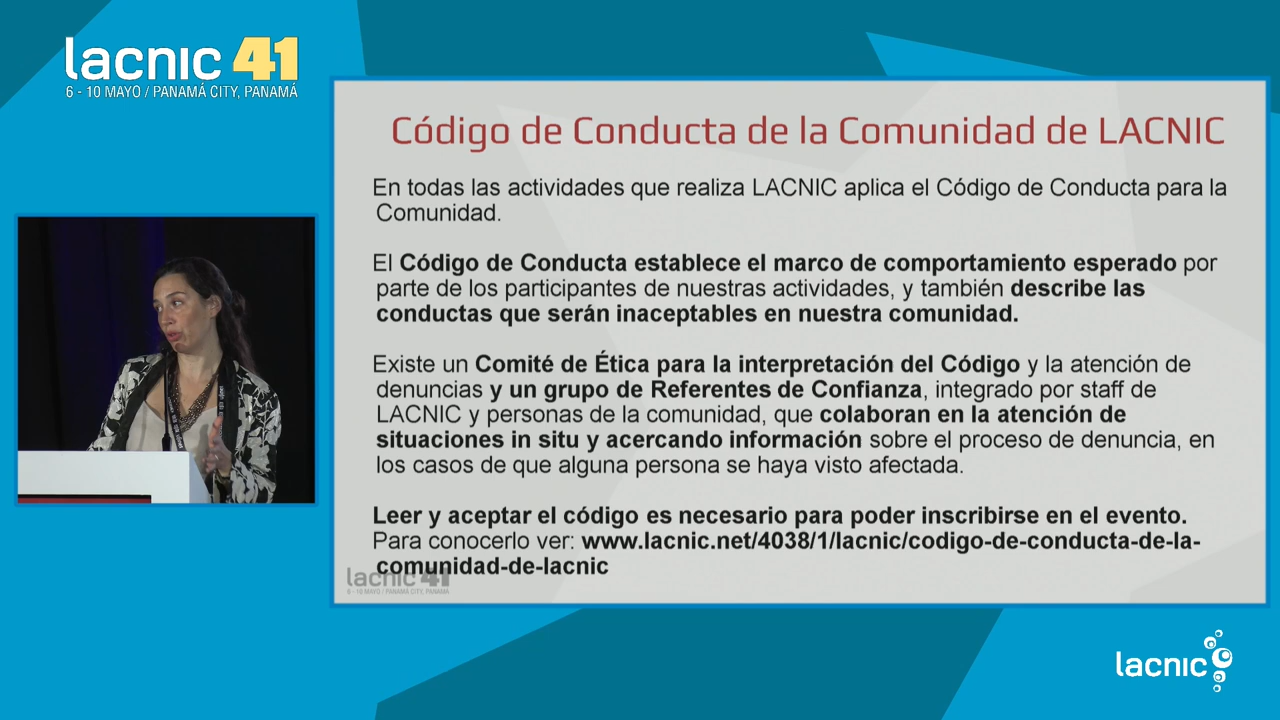 lacnic 41
6 - 10 MAYO / PANAMÁ CITY, PANAMÁ
Código de Conducta de la Comunidad de LACNIC
En todas las actividades que realiza LACNIC aplica el Código de Conducta para la
Comunidad.
El Código de Conducta establece el marco de comportamiento esperado por
parte de los participantes de nuestras actividades, y también describe las
conductas que serán inaceptables en nuestra comunidad.
Existe un Comité de Ética para la interpretación del Código y la atención de
denuncias y un grupo de Referentes de Confianza, integrado por staff de
LACNIC y personas de la comunidad, que colaboran en la atención de
situaciones in situ y acercando información sobre el proceso de denuncia, en
los casos de que alguna persona se haya visto afectada.
Leer y aceptar el código es necesario para poder inscribirse en el evento.
Para conocerlo ver: www.lacnic.net/4038/1/lacnic/codigo-de-conducta-de-la-
comunidad-de-lacnic
lacnic 41
6 - 10 MAYO / PANAMÁ CITY, PANAMÁ
lacnic